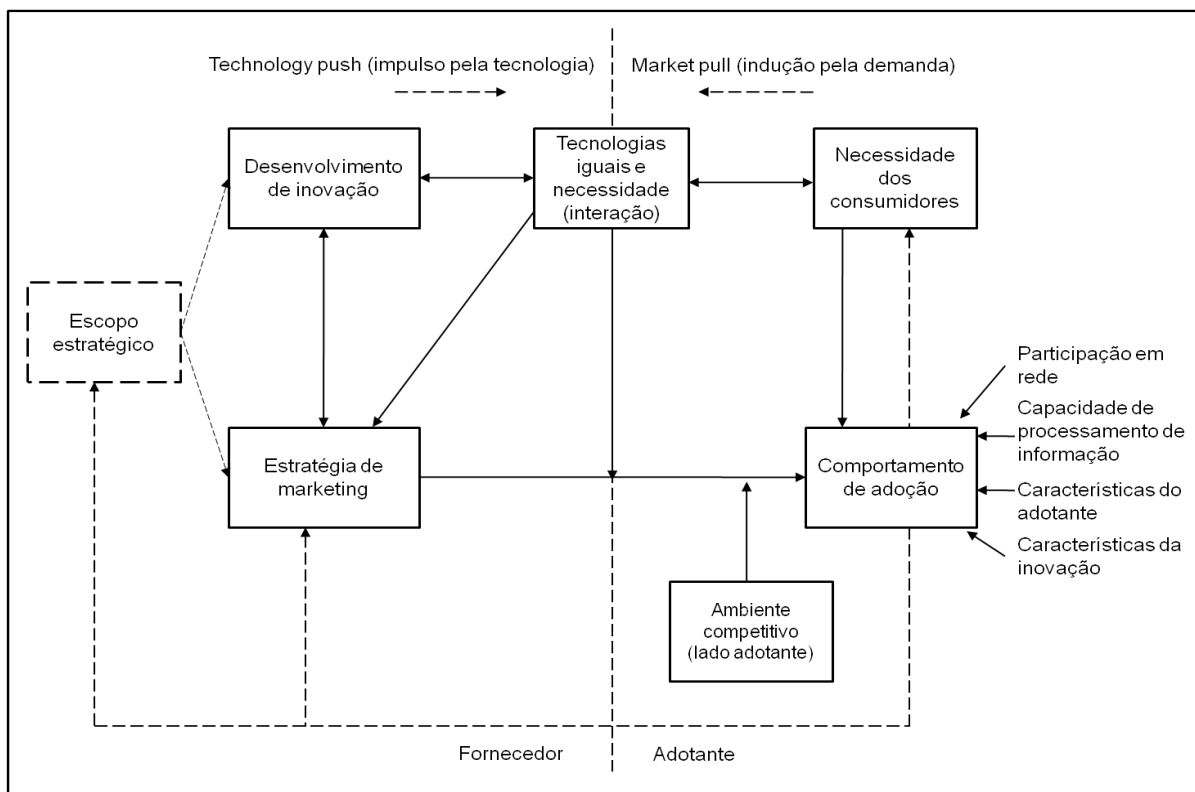 Technology push (impulso pela tecnologia)
Market pull (indução pela demanda)
Desenvolvimento
de inovação
Tecnologias
iguais e
necessidade
(interação)
Necessidade
dos
consumidores
Escopo
estratégico
Estratégia de
marketing
Comportamento
de adoção
Participação em
rede
Capacidade de
processamento de
informação
Características do
adotante
Características da
inovação
Ambiente
competitivo
(lado adotante)
Fornecedor
Adotante